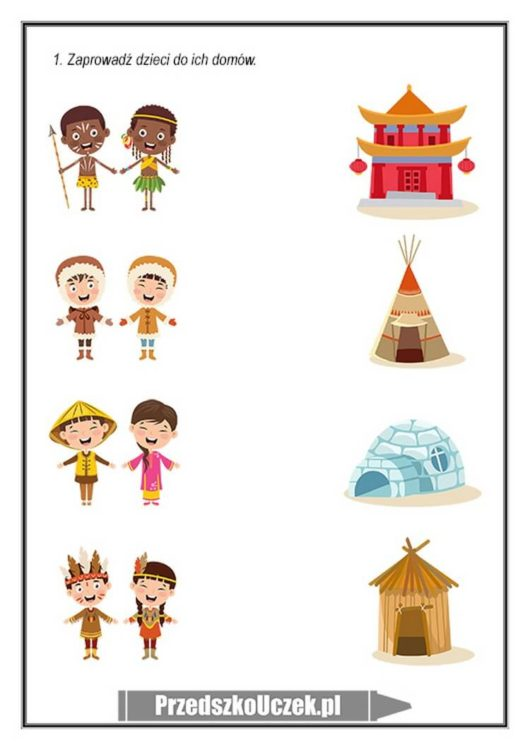 1. Zaprowadź dzieci do ich domów.
PrzedszkoUczek.pl